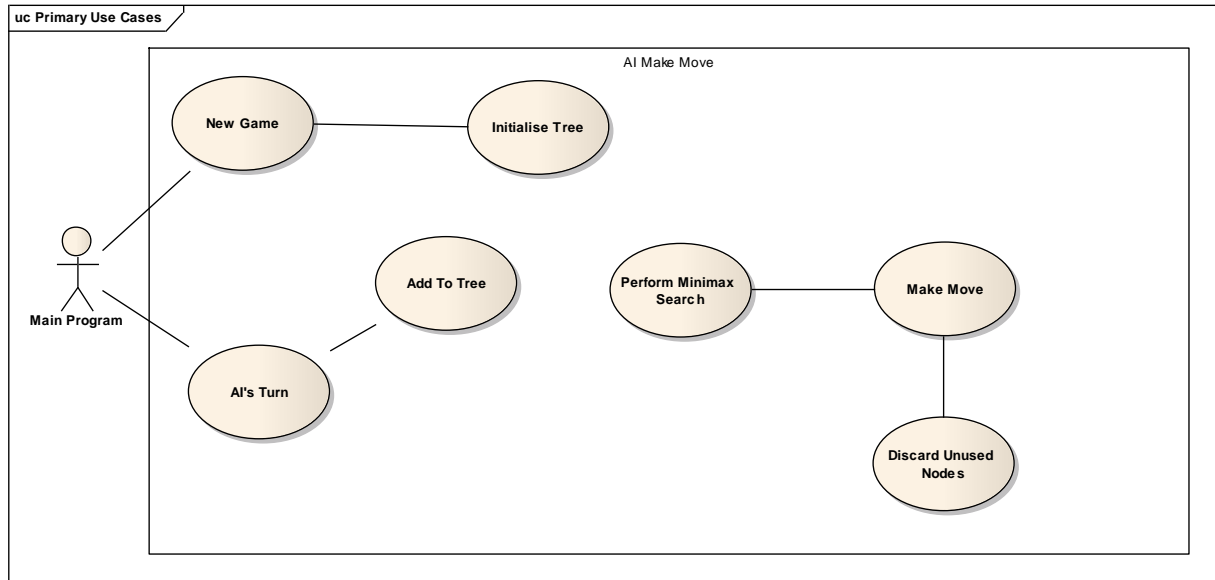 uc Primary Use Cases
AI Make Move
New Game
Initialise Tree
Add To Tree
Perform Minimax
Search
Make Move
Main Program
AI's Turn
Discard Unused
Nodes